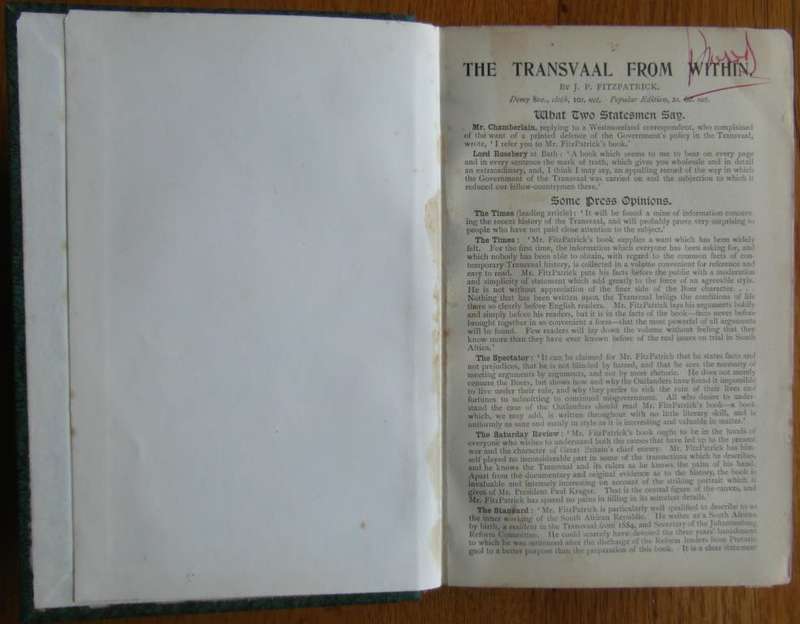 THE TRANSVAAL FROM WITHIN.
By J. P. FITZPATRICK.
Demy 8vo., cloth, 10s. net. Popular Edition, net.
What Two Statesmen Say.
Mr. Chamberlain, replying to a Westmoreland correspondent, who complained
of the want of a printed defence of the Government's policy in the Transvaal,
wrote, 'I refer you to Mr. FitzPatrick's book.'
Lord Rosebery at Bath: 'A book which seems to me to bear on every page
and in every sentence the mark of truth, which gives you wholesale and in detail
an extraordinary, and, I think I may say, an appalling record of the way in which
the Government of the Transvaal was carried on and the subjection to which it
reduced our fellow-countrymen there.'
Some Press Opinions.
The Times (leading article): 'It will be found a mine of information concern-
ing the recent history of the Transvaal, and will probably prove very surprising to
people who have not paid close attention to the subject.'
The Times: 'Mr. FitzPatrick's book supplies a want which has been widely
felt. For the first time, the information which everyone has been asking for, and
which nobody has been able to obtain, with regard to the common facts of con-
temporary Transvaal history, is collected in a volume convenient for reference and
easy to read. Mr. FitzPatrick puts his facts before the public with a moderation
and simplicity of statement which add greatly to the force of an agreeable style.
He is not without appreciation of the finer side of the Boer character. . . .
Nothing that has been written upon the Transvaal brings the conditions of life
there so clearly before English readers. Mr. FitzPatrick lays his arguments boldly
and simply before his readers, but it is in the facts of the book—facts never before
brought together in so convenient a form—that the most powerful of all arguments
will be found. Few readers will lay down the volume without feeling that they
know more than they have ever known before of the real issues on trial in South
Africa.'
The Spectator: 'It can be claimed for Mr. FitzPatrick that he states facts and
not prejudices, that he is not blinded by hatred, and that he sees the necessity of
meeting arguments by arguments, and not by mere rhetoric. He does not merely
censure the Boers, but shows how and why the Outlanders have found it impossible
to live under their rule, and why they prefer to risk the ruin of their lives and
fortunes to submitting to continued misgovernment. All who desire to under-
stand the case of the Outlanders should read Mr. FitzPatrick's book—a book
which, we may add, is written throughout with no little literary skill, and is
uniformly as sane and manly in style as it is interesting and valuable in matter.'
The Saturday Review: 'Mr. FitzPatrick's book ought to be in the hands of
everyone who wishes to understand both the causes that have led up to the present
war and the character of Great Britain's chief enemy. Mr. FitzPatrick has him-
self played no inconsiderable part in some of the transactions which he describes,
and he knows the Transvaal and its rulers as he knows the palm of his hand.
Apart from the documentary and original evidence as to the history, the book is
invaluable and intensely interesting on account of the striking portrait which is
given of Mr. President Paul Kruger. That is the central figure of the canvas, and
Mr. FitzPatrick has spared no pains in filling in its minutest details.'
The Standard: 'Mr. FitzPatrick is particularly well qualified to describe to us
the inner working of the South African Republic. He writes as a South African
by birth, a resident in the Transvaal from 1884, and Secretary of the Johannesburg
Reform Committee. He could scarcely have devoted the three years' banishment
to which he was sentenced after the discharge of the Reform leaders from Pretoria
gaol to a better purpose than the preparation of this book. It is a clear statement